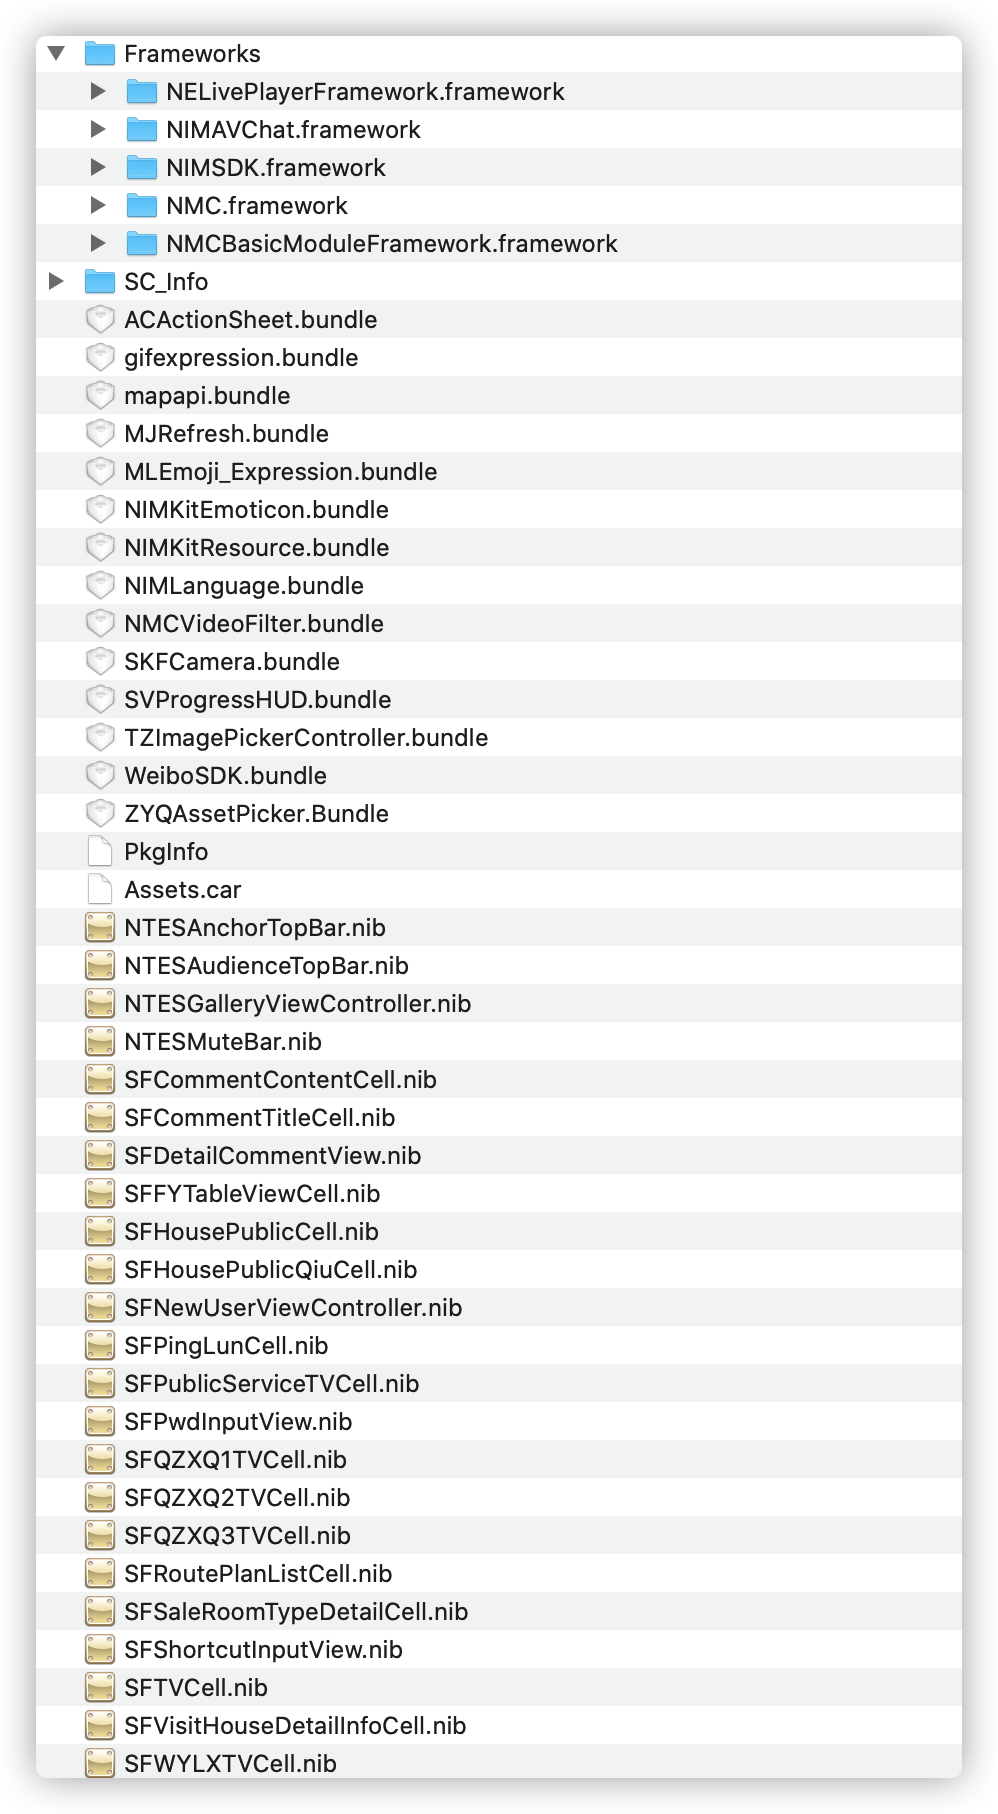 Frameworks
NELivePlayerFramework.framework
NIMAVChat.framework
NIMSDK.framework
NMC.framework
NMCBasicModuleFramework.framework
SC_Info
ACActionSheet.bundle
gifexpression.bundle
mapapi.bundle
MJRefresh.bundle
MLEmoji_Expression.bundle
NIMKitEmoticon.bundle
NIMKitResource.bundle
NIMLanguage.bundle
NMCVideoFilter.bundle
SKFCamera.bundle
SVProgressHUD.bundle
TZImagePickerController.bundle
WeiboSDK.bundle
ZYQAssetPicker.Bundle
PkgInfo
Assets.car
NTESAnchorTopBar.nib
NTESAudienceTopBar.nib
NTESGalleryViewController.nib
NTESMuteBar.nib
SFCommentContentCell.nib
SFCommentTitleCell.nib
SFDetailCommentView.nib
SFFYTableViewCell.nib
SFHousePublicCell.nib
SFHousePublicQiuCell.nib
SFNewUserViewController.nib
SFPingLunCell.nib
SFPublicServiceTVCell.nib
SFPwdInputView.nib
SFQZXQ1TVCell.nib
SFQZXQ2TVCell.nib
SFQZXQ3TVCell.nib
SFRoutePlanListCell.nib
SFSaleRoomTypeDetailCell.nib
SFShortcutInputView.nib
SFTVCell.nib
SFVisitHouseDetailInfoCell.nib
SFWYLXTVCell.nib